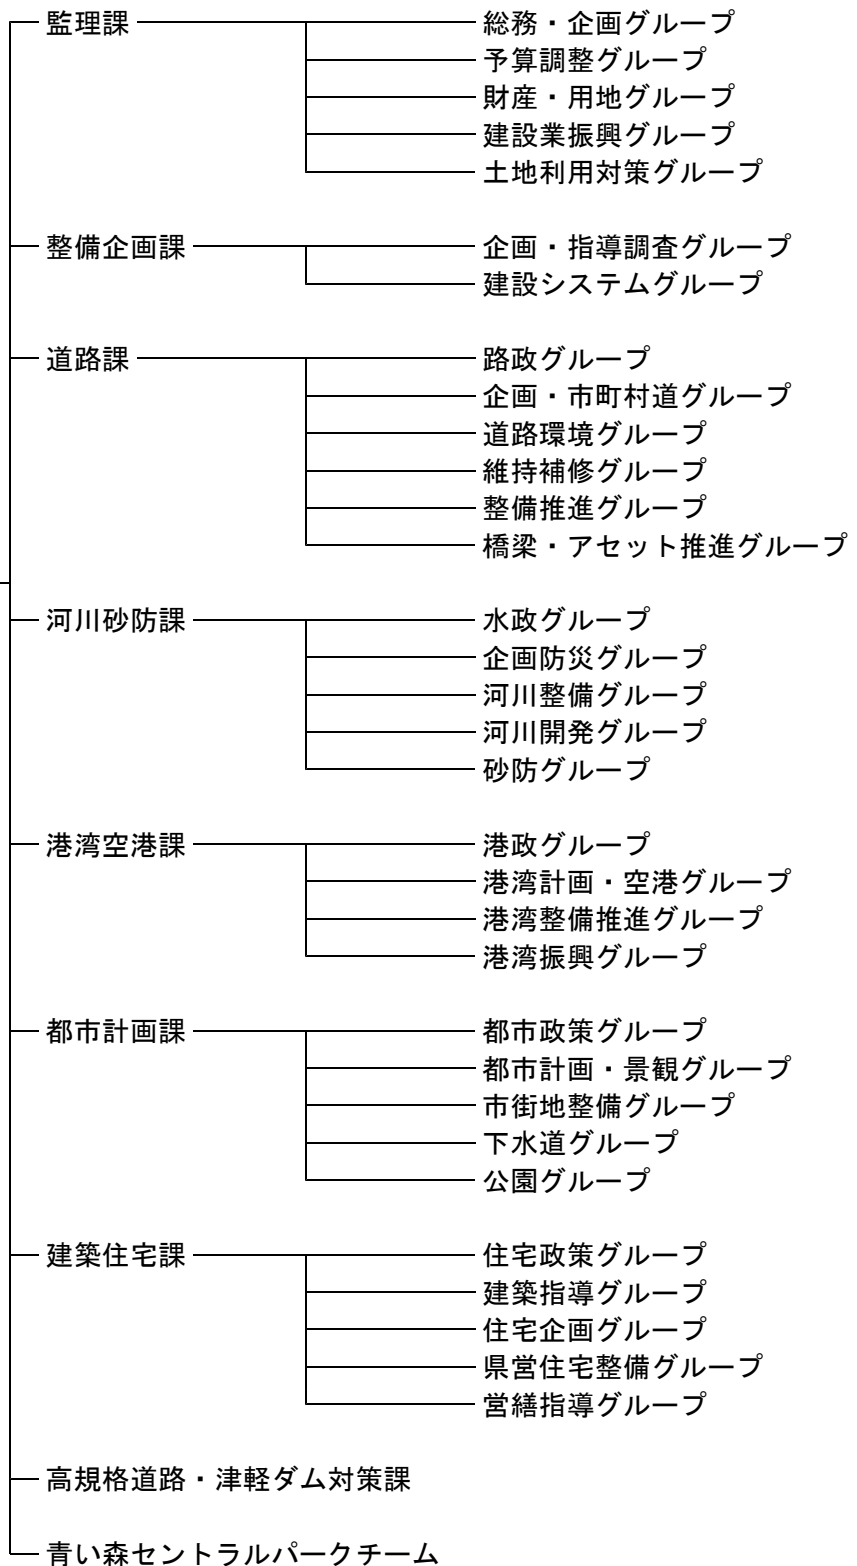 監理課 総務・企画グループ
予算調整グループ
財産・用地グループ
建設業振興グループ
土地利用対策グループ
整備企画課 企画・指導調査グループ
建設システムグループ
道路課 路政グループ
企画・市町村道グループ
道路環境グループ
維持補修グループ
整備推進グループ
橋梁・アセット推進グループ
河川砂防課 水政グループ
企画防災グループ
河川整備グループ
河川開発グループ
砂防グループ
港湾空港課 港政グループ
港湾計画・空港グループ
港湾整備推進グループ
港湾振興グループ
都市計画課 都市政策グループ
都市計画・景観グループ
市街地整備グループ
下水道グループ
公園グループ
建築住宅課 住宅政策グループ
建築指導グループ
住宅企画グループ
県営住宅整備グループ
営繕指導グループ
高規格道路・津軽ダム対策課
青い森セントラルパークチーム